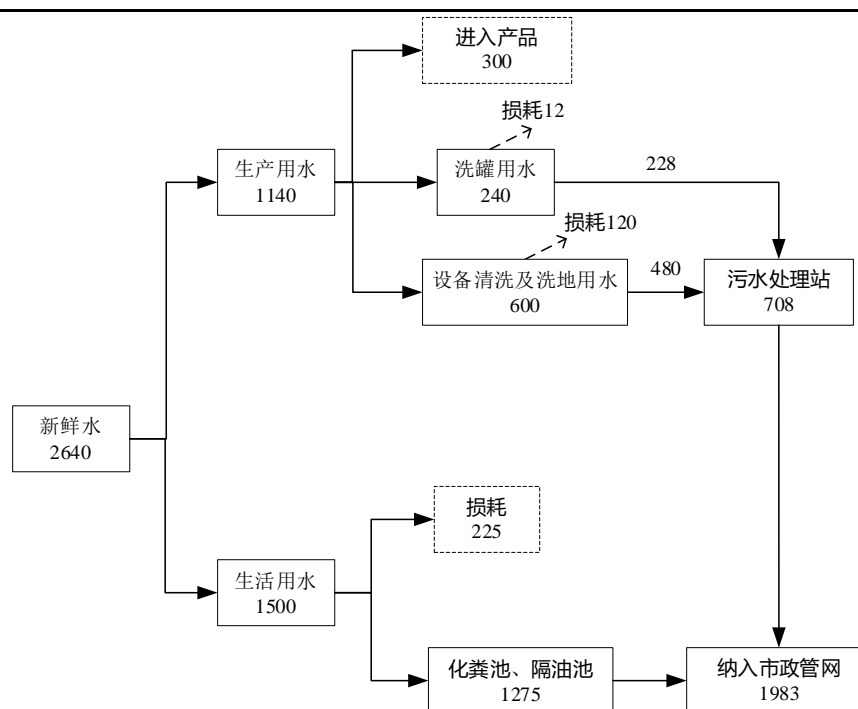 进入产品
300
损耗12
生产用水
1140
洗罐用水
240
228
损耗120
设备清洗及洗地用水
600
480
污水处理站
708
新鲜水
2640
损耗
225
生活用水
1500
化粪池、隔油池
1275
纳入市政管网
1983